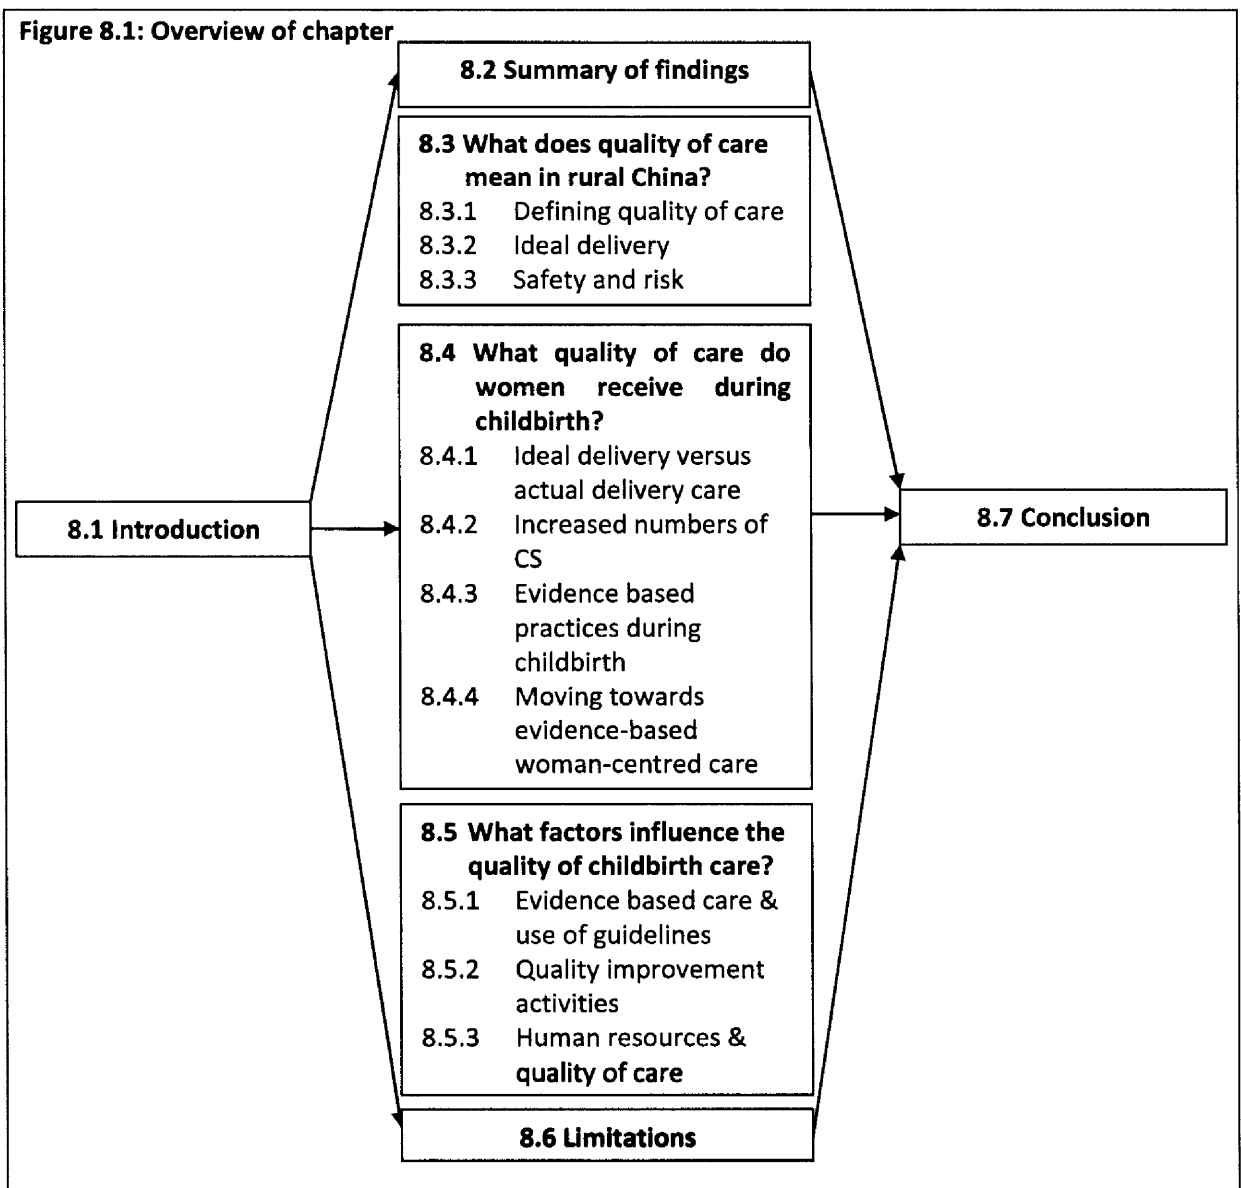 Figure 8.1: Overview of chapter
8.2 Summary of findings
8.3 What does quality of care
mean in rural China?
8.3.1 Defining quality of care
8.3.2 Ideal delivery
8.3.3 Safety and risk
8.4 What quality of care do
women receive during
childbirth?
8.4.1 Ideal delivery versus
actual delivery care
8.4.2 Increased numbers of
CS
8.4.3 Evidence based
practices during
childbirth
8.4.4 Moving towards
evidence-based
woman-centred care
8.1 Introduction
8.7 Conclusion
8.5 What factors influence the
quality of childbirth care?
8.5.1 Evidence based care &
use of guidelines
8.5.2 Quality improvement
activities
8.5.3 Human resources &
quality of care
8.6 Limitations